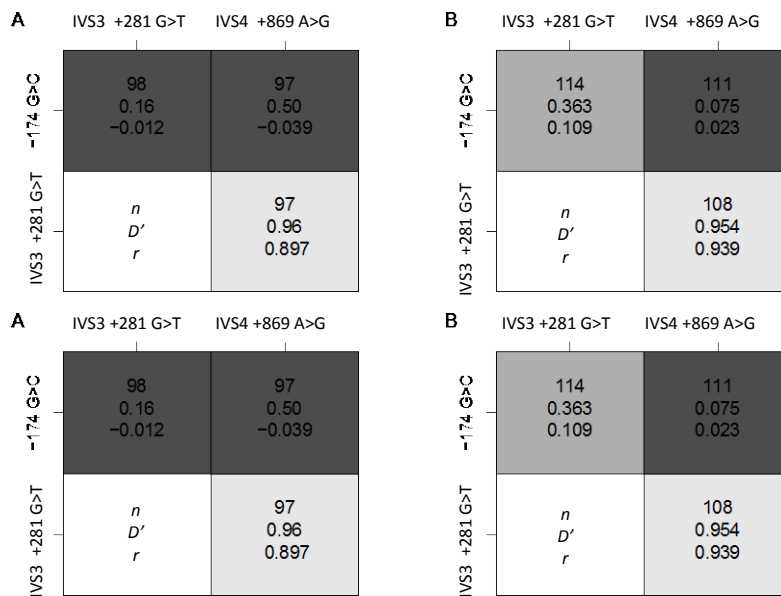 A
IVS3 +281 G>T
IVS4 +869 A>G
−174 G>C
98
0.16
−0.012
97
0.50
−0.039
IVS3 +281 G>T
n
D’
r
97
0.96
0.897
B
IVS3 +281 G>T
IVS4 +869 A>G
−174 G>C
114
0.363
0.109
111
0.075
0.023
IVS3 +281 G>T
n
D’
r
108
0.954
0.939
A
IVS3 +281 G>T
IVS4 +869 A>G
−174 G>C
98
0.16
−0.012
97
0.50
−0.039
IVS3 +281 G>T
n
D’
r
97
0.96
0.897
B
IVS3 +281 G>T
IVS4 +869 A>G
−174 G>C
114
0.363
0.109
111
0.075
0.023
IVS3 +281 G>T
n
D’
r
108
0.954
0.939